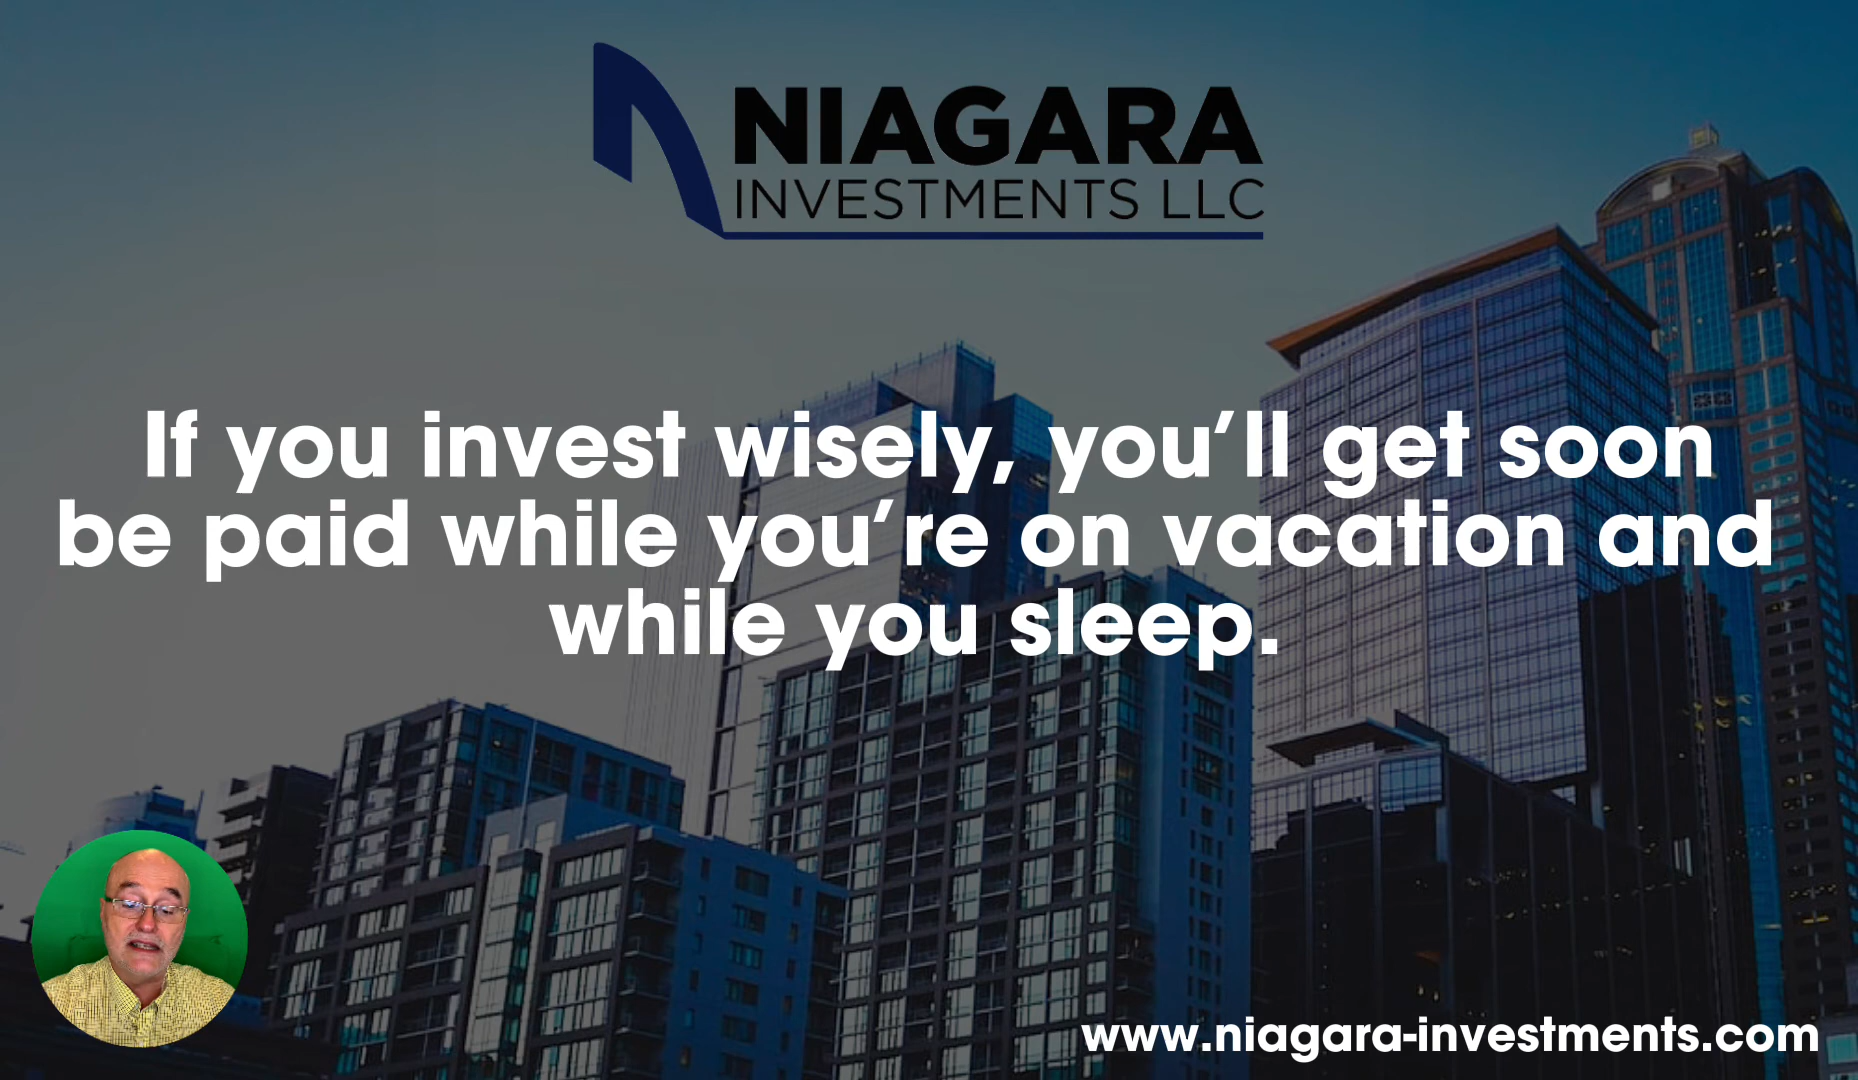 NIAGARA
INVESTMENTS LLC
If you invest wisely, you’ll get soon
be paid while you’re on vacation and
while you sleep.
www.niagara-investments.com